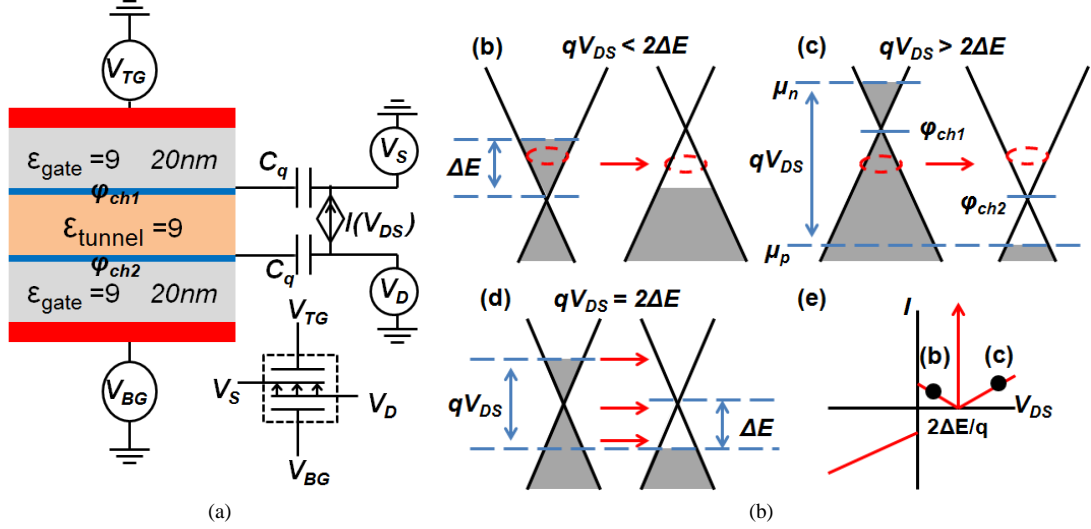 (a)
V_TG
ε_gate =9 20nm
φ_ch1
ε_tunnel = 9
φ_ch2
ε_gate =9 20nm
V_BG
C_q
V_S
I(V_DS)
C_q
V_D
V_TG
V_S
V_D
V_BG
(b) qV_DS < 2ΔE
ΔE
(c) qV_DS > 2ΔE
μ_n
φ_ch1
qV_DS
φ_ch2
μ_p
(d) qV_DS = 2ΔE
qV_DS
ΔE
(e)
I
(b)
(c)
V_DS
2ΔE/q
(a)
(b)